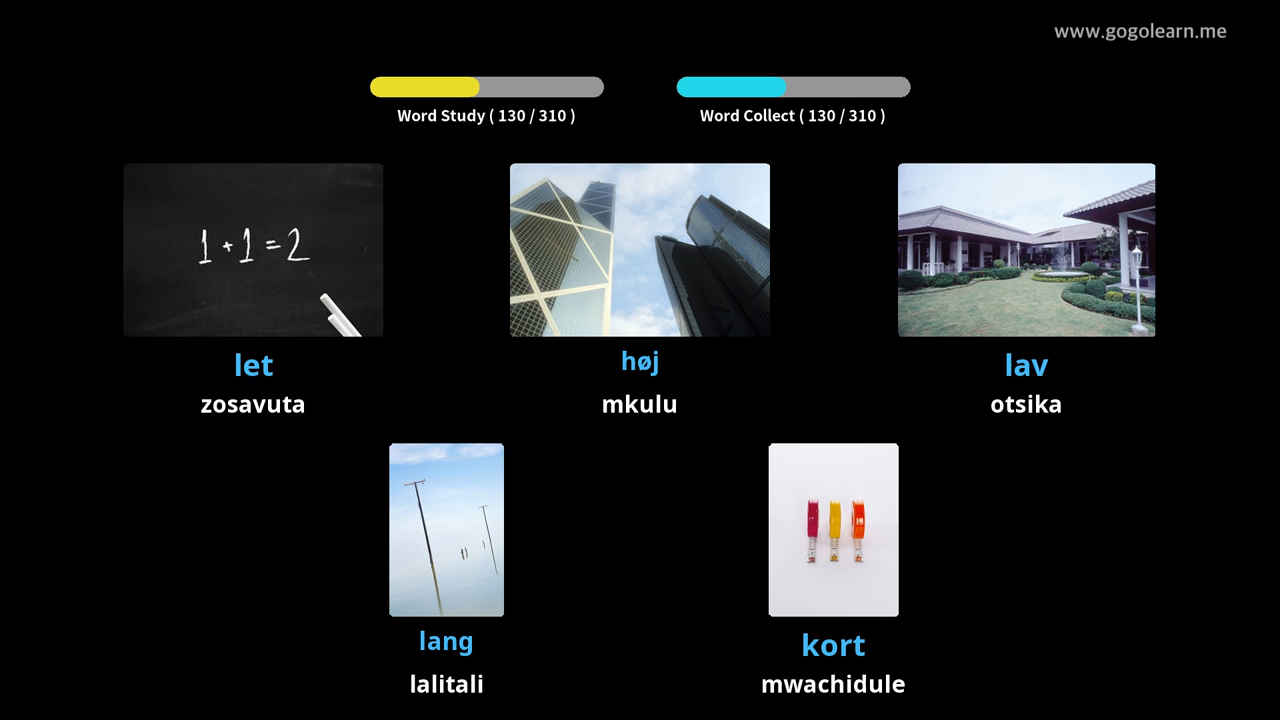 www.gogolearn.me
Word Study ( 130 / 310 )
Word Collect ( 130 / 310 )
1 + 1 = 2
let
zosavuta
høj
mkulu
lav
otsika
lang
lalitali
kort
mwachidule